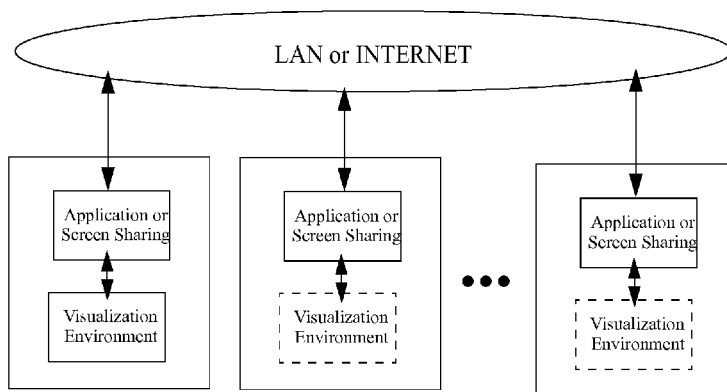 LAN or INTERNET
Application or
Screen Sharing
Visualization
Environment
Application or
Screen Sharing
Visualization
Environment
Application or
Screen Sharing
Visualization
Environment